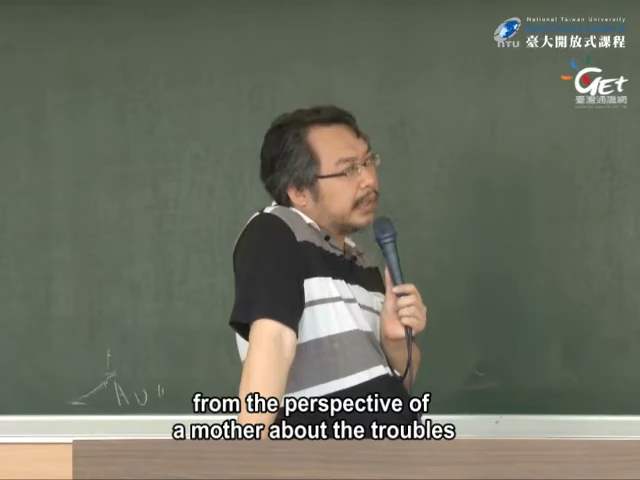 National Taiwan University
NTU 臺大開放式課程
GEt
臺灣通識網
from the perspective of
a mother about the troubles